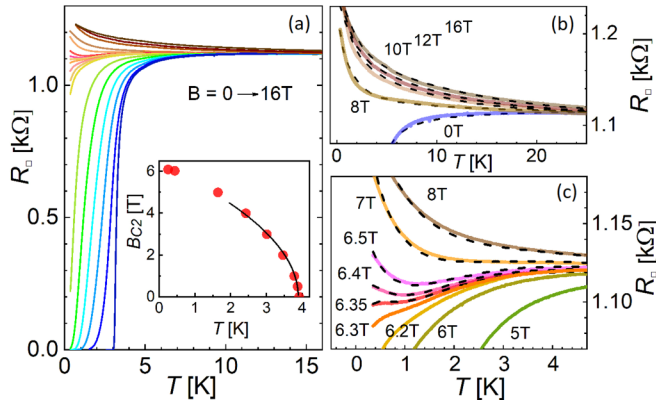 (a)
R□ [kΩ]
1.0
0.5
0.0
B = 0 → 16T
BC2 [T]
6
4
2
0
0 1 2 3 4
T [K]
0 5 10 15
T [K]
(b)
16T
12T
10T
8T
0T
1.2
1.1
R□ [kΩ]
0 10 20
T [K]
(c)
8T
7T
6.5T
6.4T
6.35
6.3T
6.2T
6T
5T
1.15
1.10
R□ [kΩ]
0 1 2 3 4
T [K]